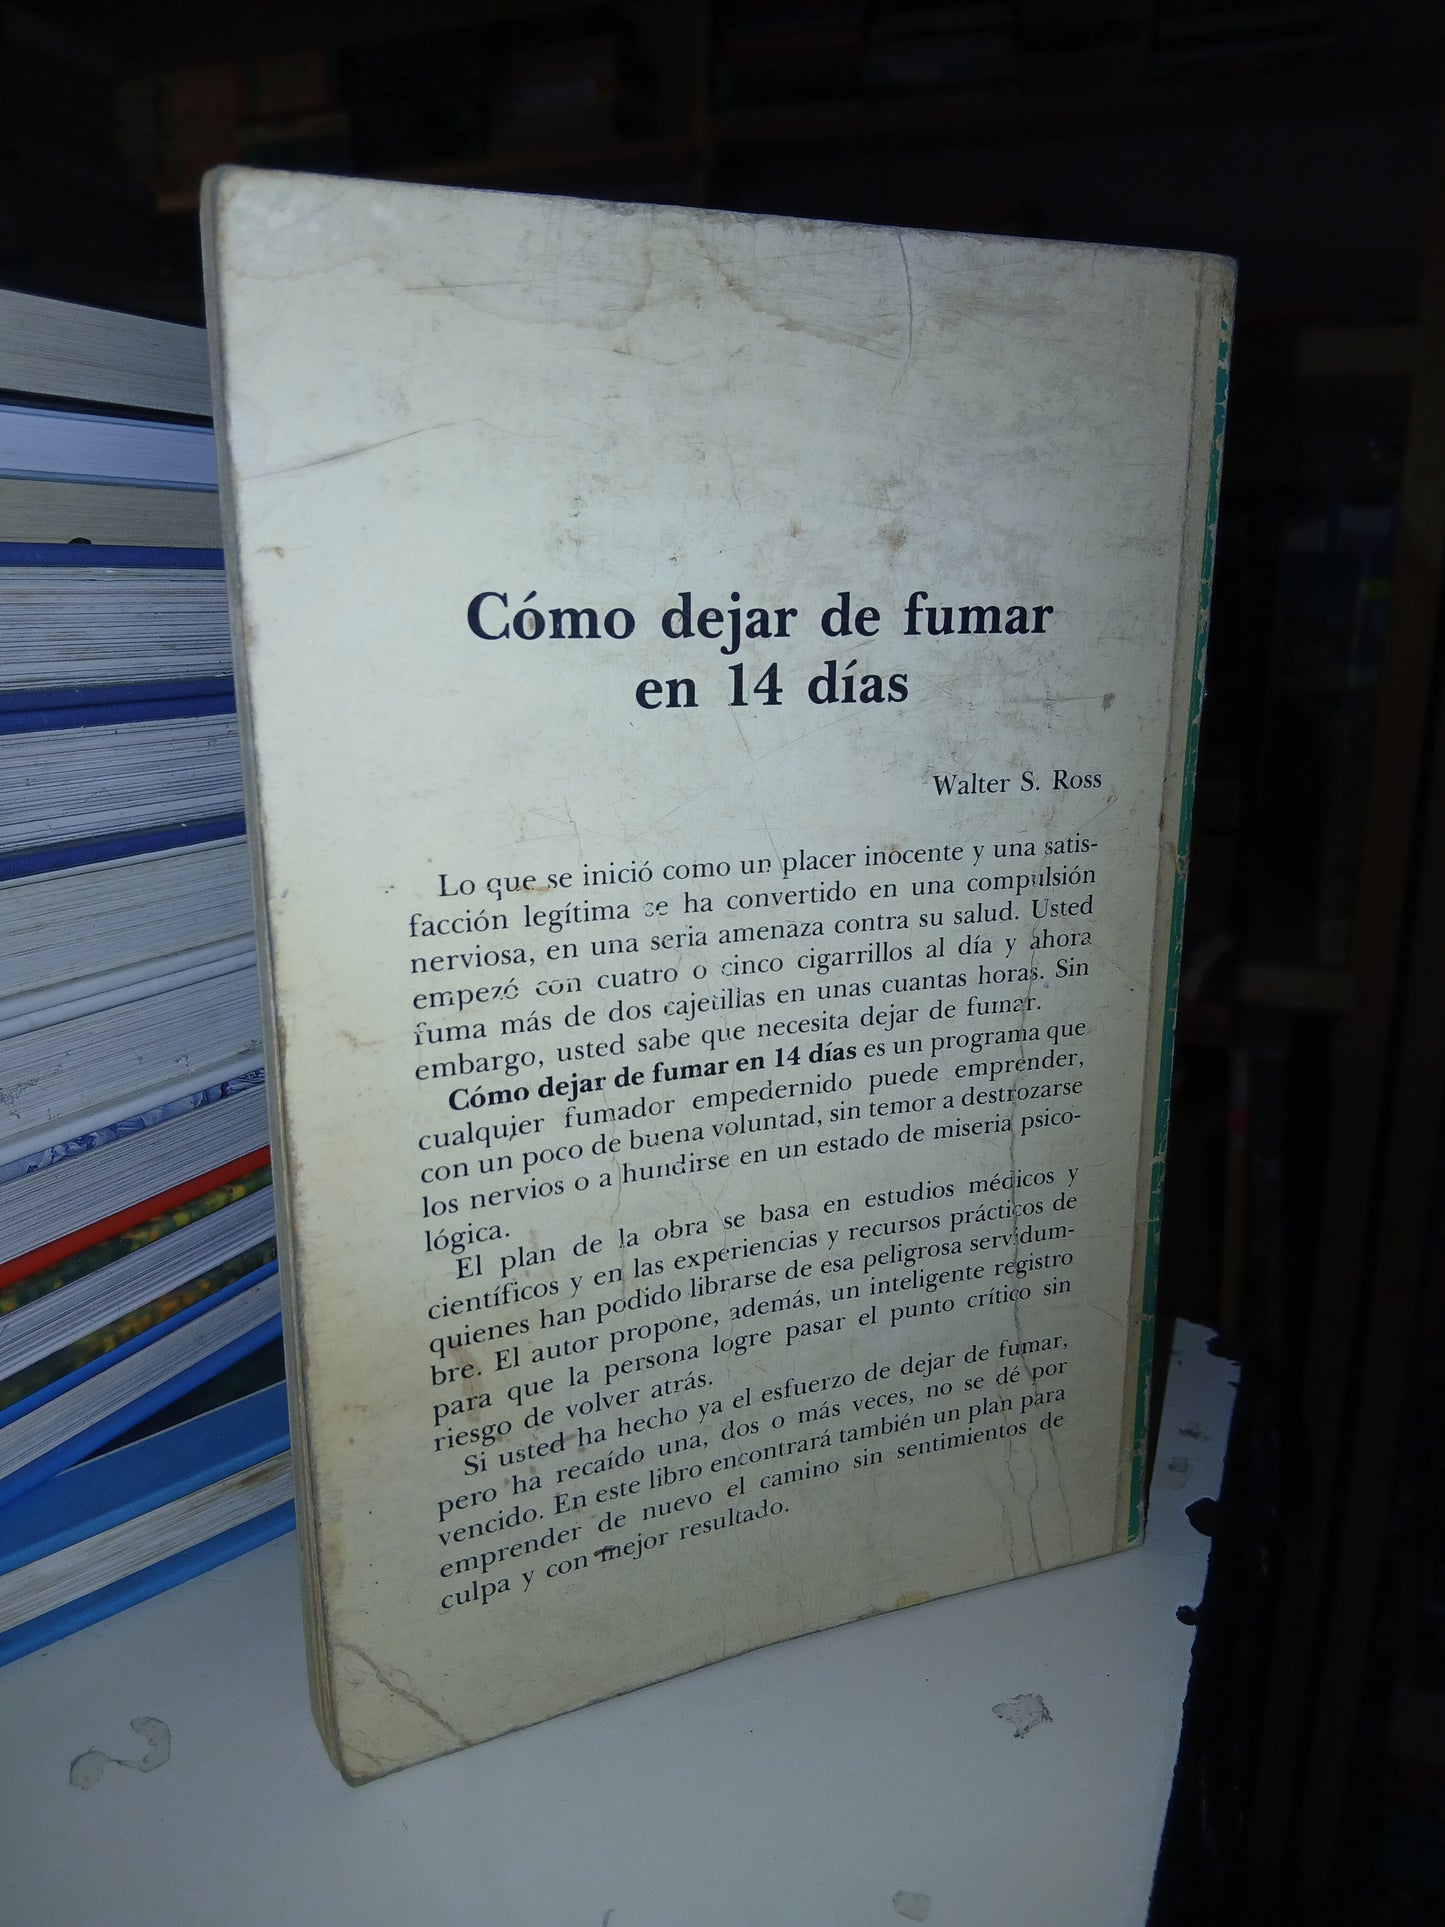 Cómo dejar de fumar
en 14 días
Walter S. Ross
Lo que se inició como un placer inocente y una satis-
facción legítima se ha convertido en una compulsión
nerviosa, en una seria amenaza contra su salud. Usted
empezó con cuatro o cinco cigarrillos al día y ahora
fuma más de dos cajetillas en unas cuantas horas. Sin
embargo, usted sabe que necesita dejar de fumar.
Cómo dejar de fumar en 14 días es un programa que
cualquier fumador empedernido puede emprender,
con un poco de buena voluntad, sin temor a destrozarse
los nervios o a hundirse en un estado de miseria psico-
lógica.
El plan de la obra se basa en estudios médicos y
científicos y en las experiencias y recursos prácticos de
quienes han podido librarse de esa peligrosa servidum-
bre. El autor propone, además, un inteligente registro
para que la persona logre pasar el punto crítico sin
riesgo de volver atrás.
Si usted ha hecho ya el esfuerzo de dejar de fumar,
pero ha recaído una, dos o más veces, no se dé por
vencido. En este libro encontrará también un plan para
emprender de nuevo el camino sin sentimientos de
culpa y con mejor resultado.